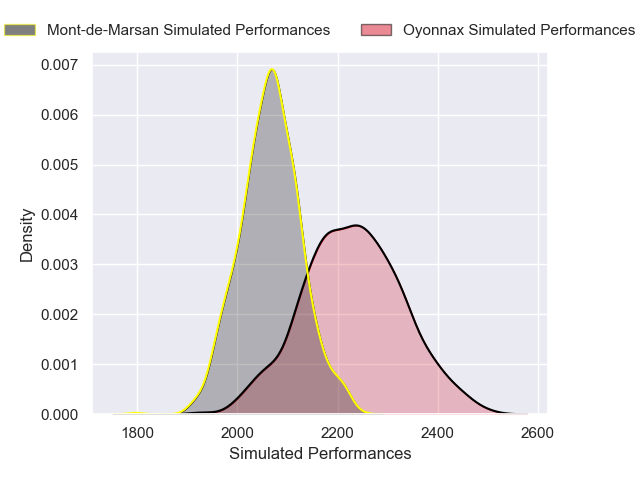 Mont-de-Marsan Simulated Performances Oyonnax Simulated Performances
0.007
0.006
0.005
0.004
0.003
0.002
0.001
0.000
Density
1800 2000 2200 2400 2600
Simulated Performances